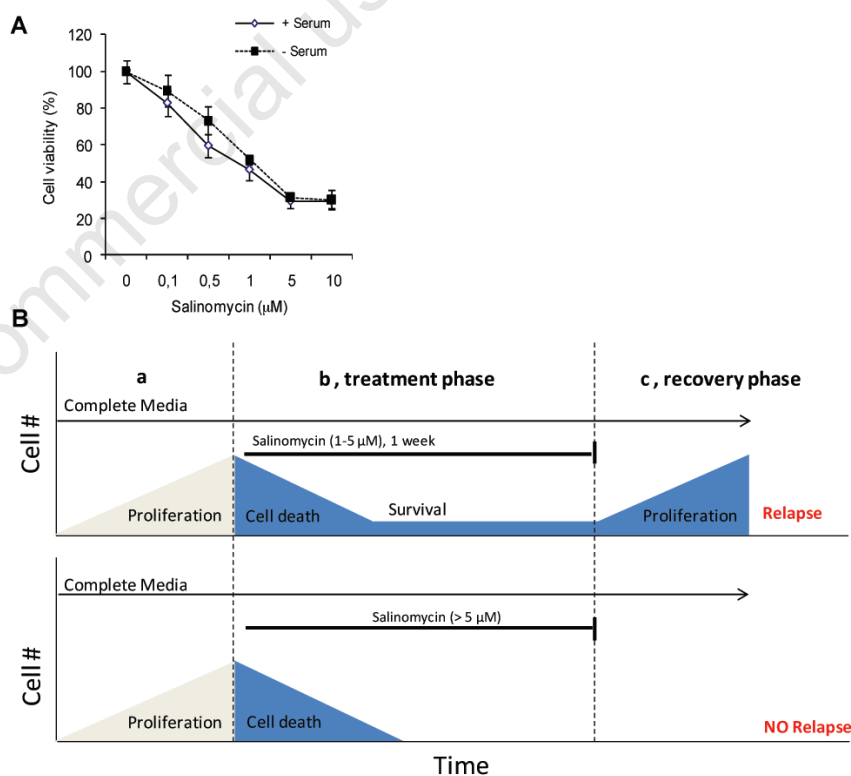 A
+ Serum
- Serum
120
100
80
60
40
20
0
Cell viability (%)
0 0,1 0,5 1 5 10
Salinomycin (μM)
B
a
b , treatment phase
c , recovery phase
Complete Media
Salinomycin (1-5 μM), 1 week
Cell #
Proliferation
Cell death
Survival
Proliferation
Relapse
Complete Media
Salinomycin (> 5 μM)
Cell #
Proliferation
Cell death
NO Relapse
Time